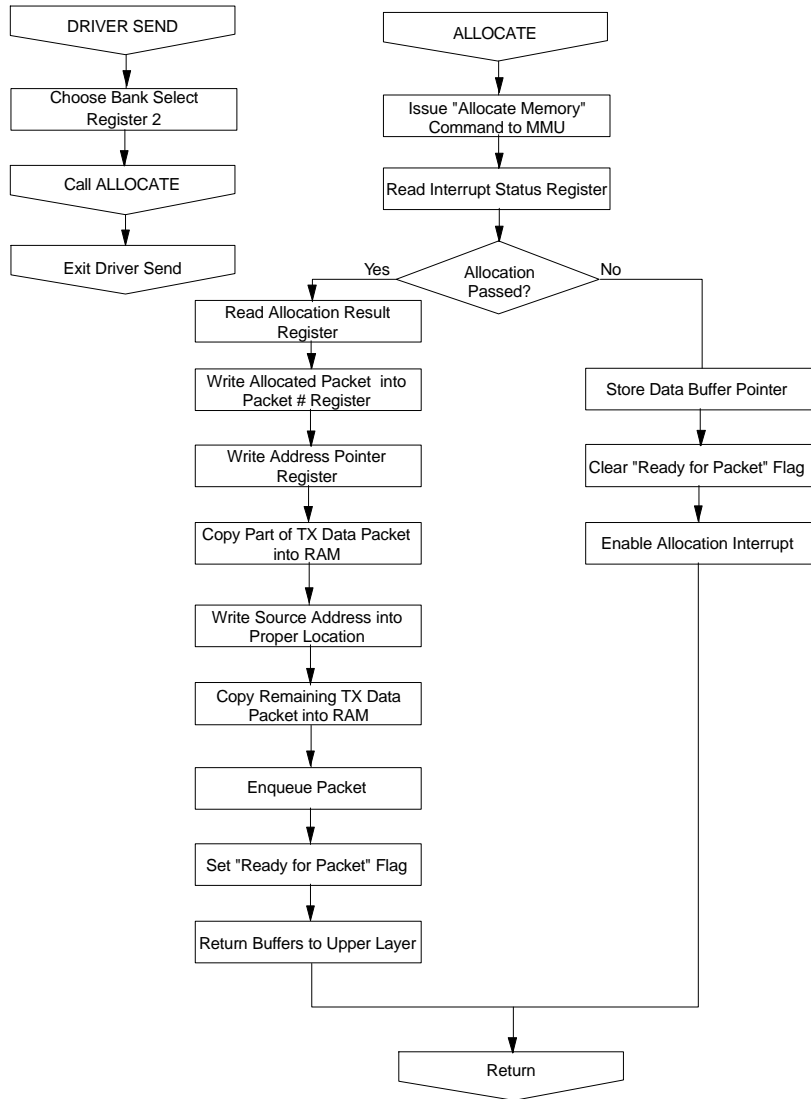 DRIVER SEND
Choose Bank Select
Register 2
Call ALLOCATE
Exit Driver Send
ALLOCATE
Issue "Allocate Memory"
Command to MMU
Read Interrupt Status Register
Allocation
Passed?
Yes
No
Read Allocation Result
Register
Write Allocated Packet into
Packet # Register
Write Address Pointer
Register
Copy Part of TX Data Packet
into RAM
Write Source Address into
Proper Location
Copy Remaining TX Data
Packet into RAM
Enqueue Packet
Set "Ready for Packet" Flag
Return Buffers to Upper Layer
Store Data Buffer Pointer
Clear "Ready for Packet" Flag
Enable Allocation Interrupt
Return